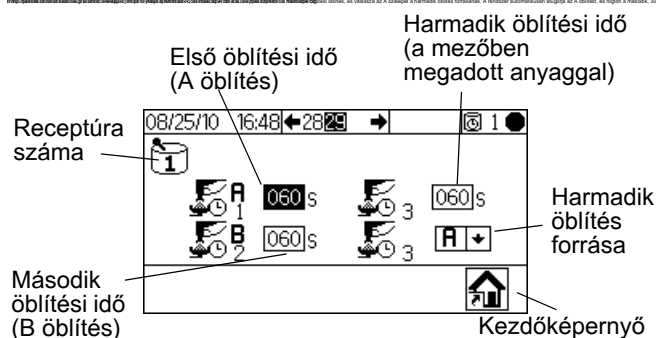 Harmadik öblítési idő
(a mezőben
megadott anyaggal)
Első öblítési idő
(A öblítés)
Receptúra
száma
08/25/10 16:48 28 29 1
1
A 1 060 s 3 060 s
B 2 060 s 3 A
Harmadik
öblítés
forrása
Második
öblítési idő
(B öblítés)
Kezdőképernyő